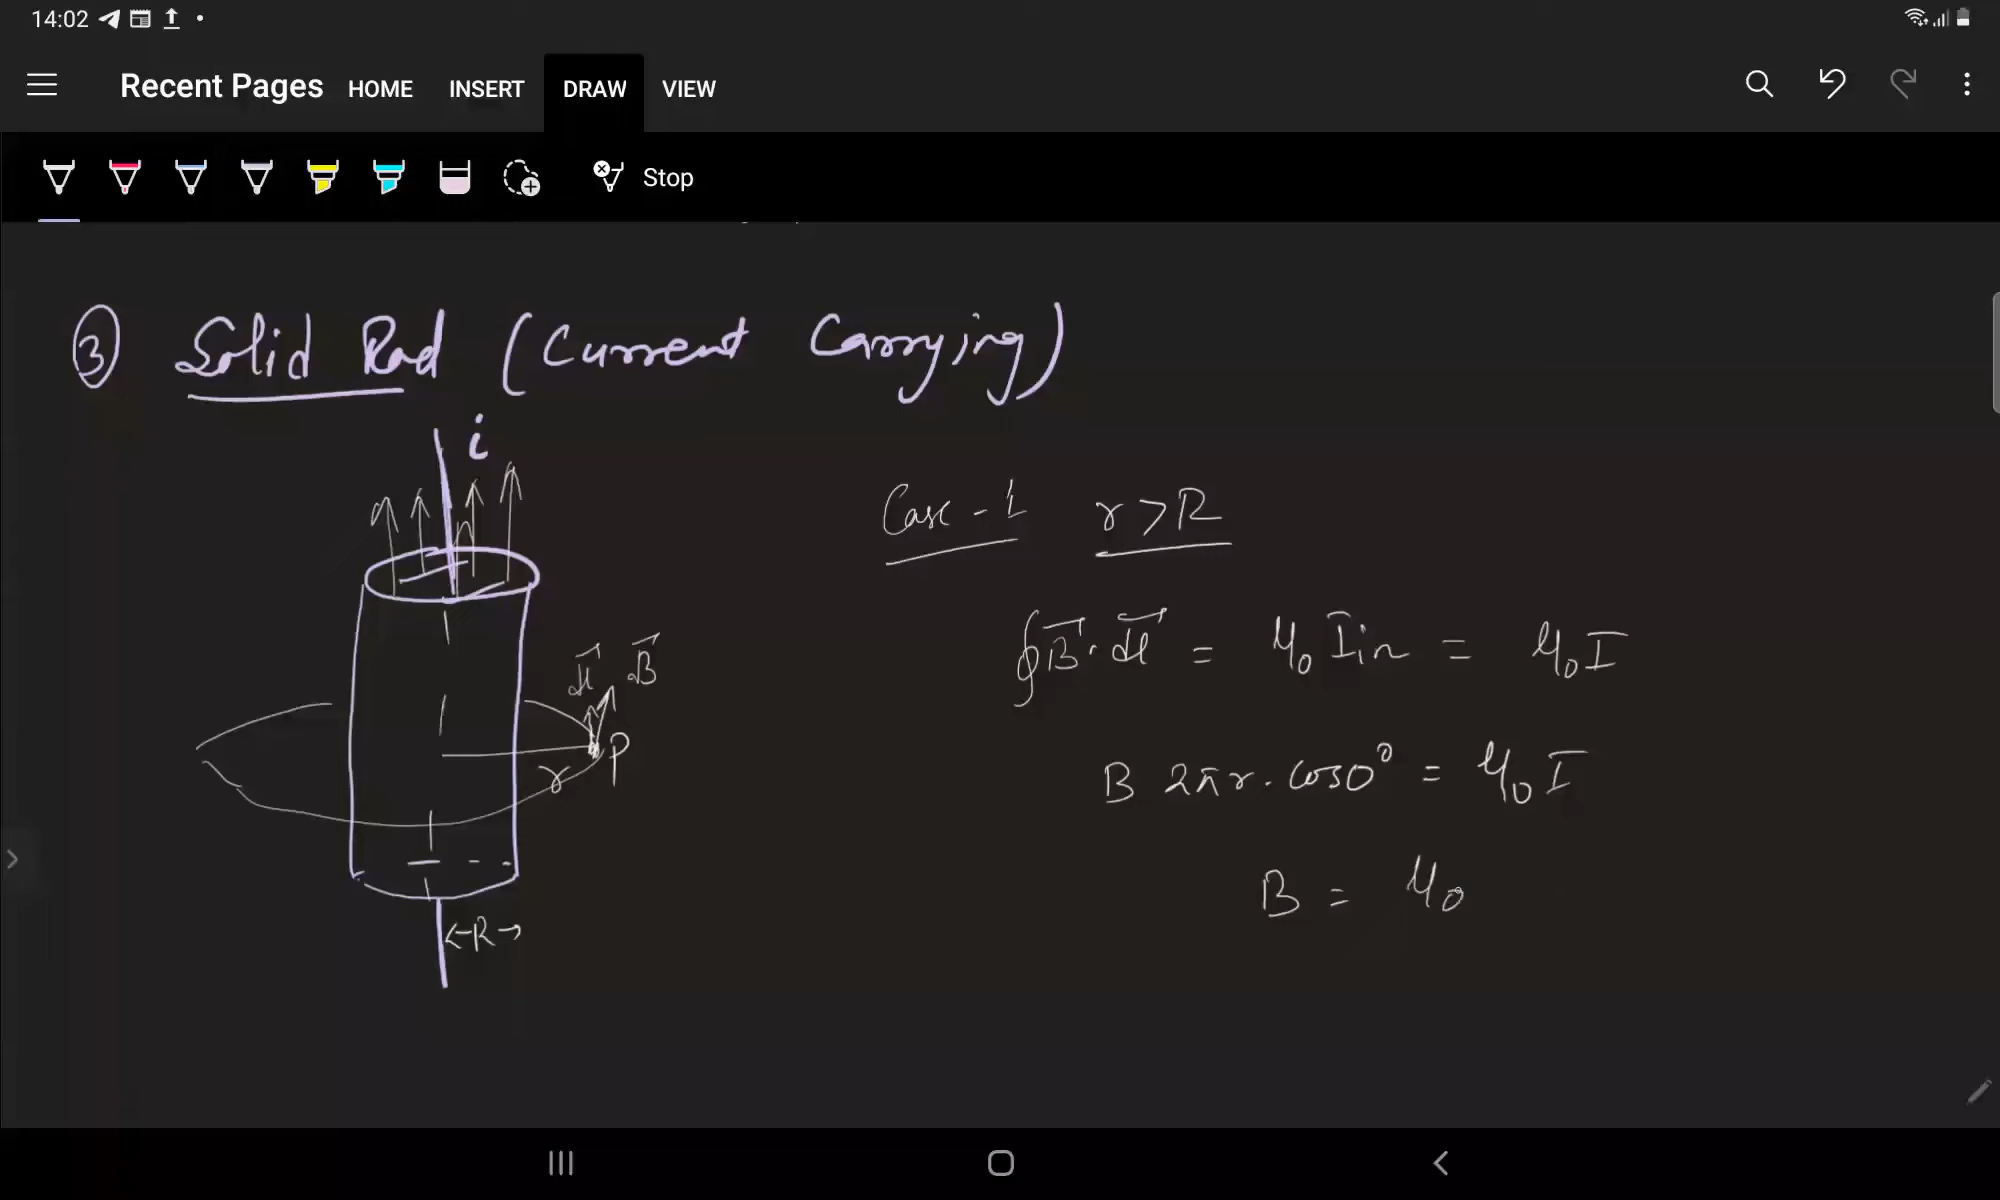 14:02
Recent Pages HOME INSERT DRAW VIEW
Stop
③ Solid Rod (Current Carrying)
i
Case - 1 r > R
∮B⃗·dl⃗ = μ₀ Iin = μ₀I
dl⃗ B⃗
P
r
B 2πr. cos0° = μ₀I
B = μ₀
←R→